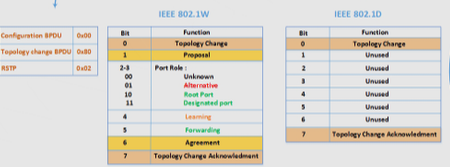 IEEE 802.1W
IEEE 802.1D
Configuration BPDU 0x00
Topology change BPDU 0x80
RSTP 0x02
Bit Function
0 Topology Change
1 Proposal
2-3 Port Role :
00 Unknown
01 Alternative
10 Root Port
11 Designated port
4 Learning
5 Forwarding
6 Agreement
7 Topology Change Acknowledment
Bit Function
0 Topology Change
1 Unused
2 Unused
3 Unused
4 Unused
5 Unused
6 Unused
7 Topology Change Acknowledment